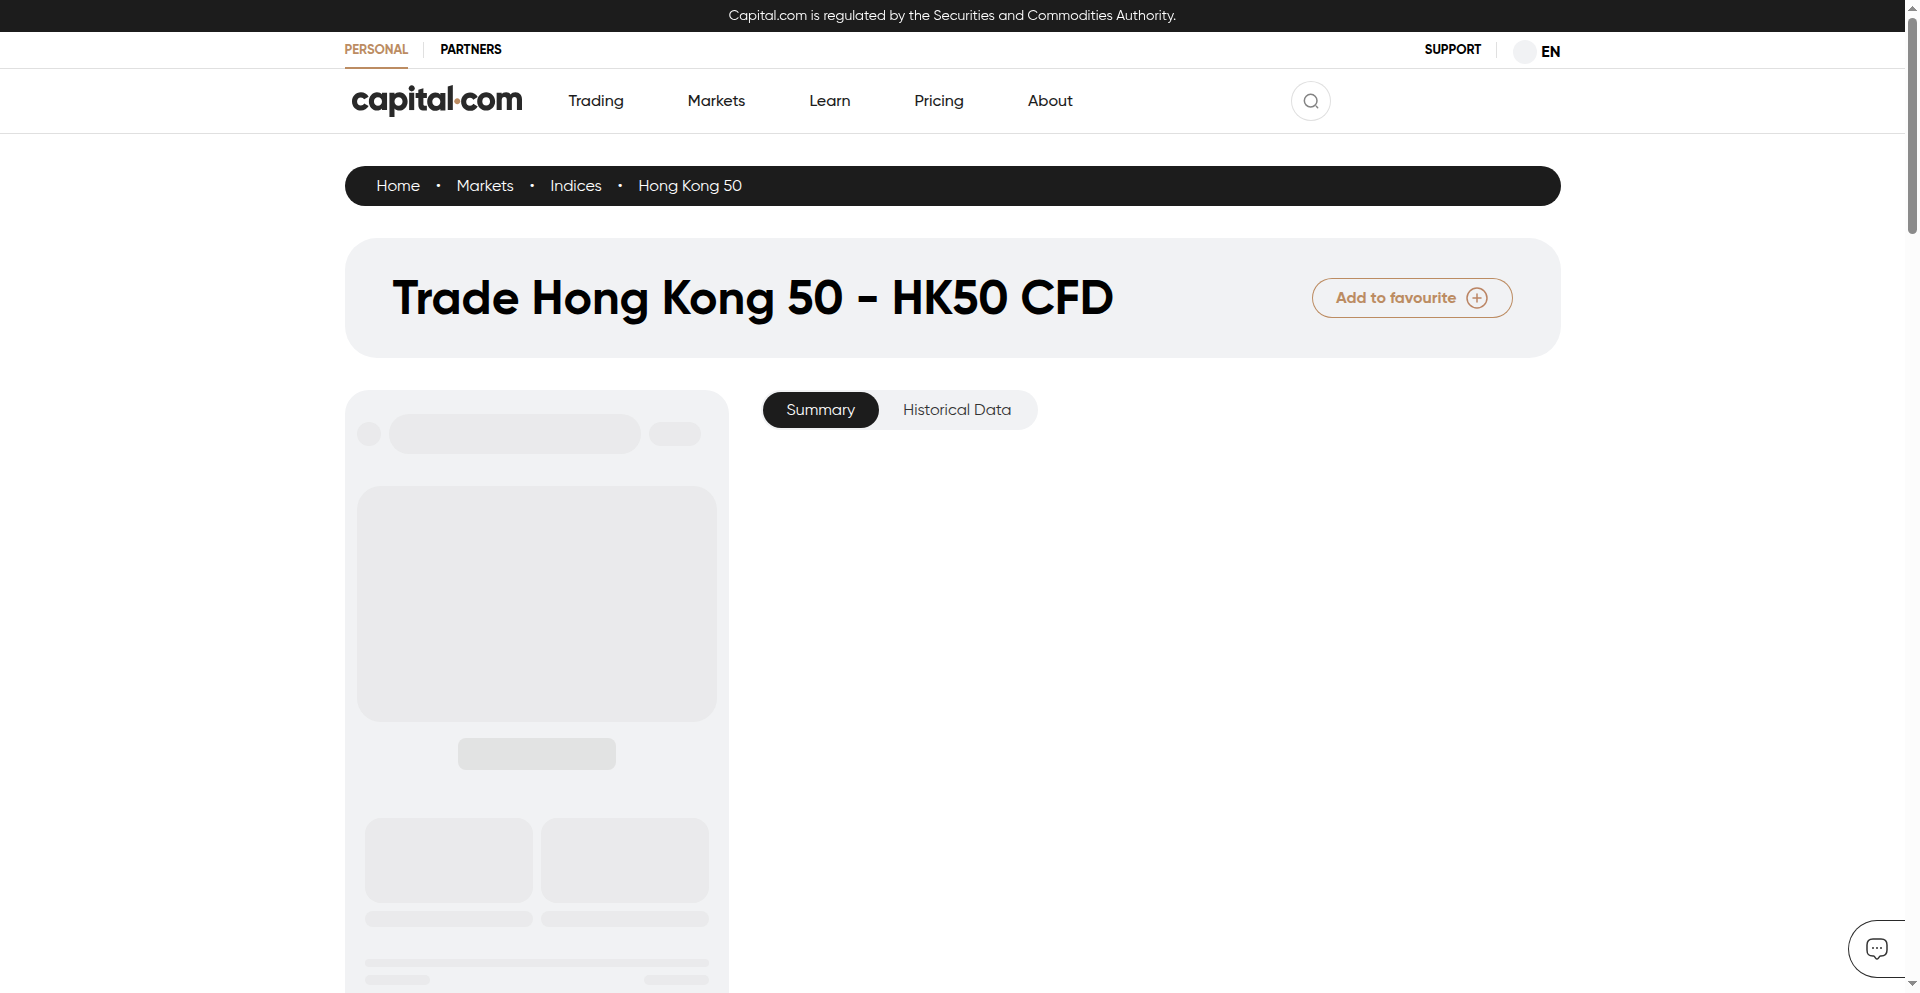 Capital.com is regulated by the Securities and Commodities Authority.
PERSONAL PARTNERS SUPPORT EN
capital.com Trading Markets Learn Pricing About
Home • Markets • Indices • Hong Kong 50
Trade Hong Kong 50 - HK50 CFD Add to favourite
Summary Historical Data